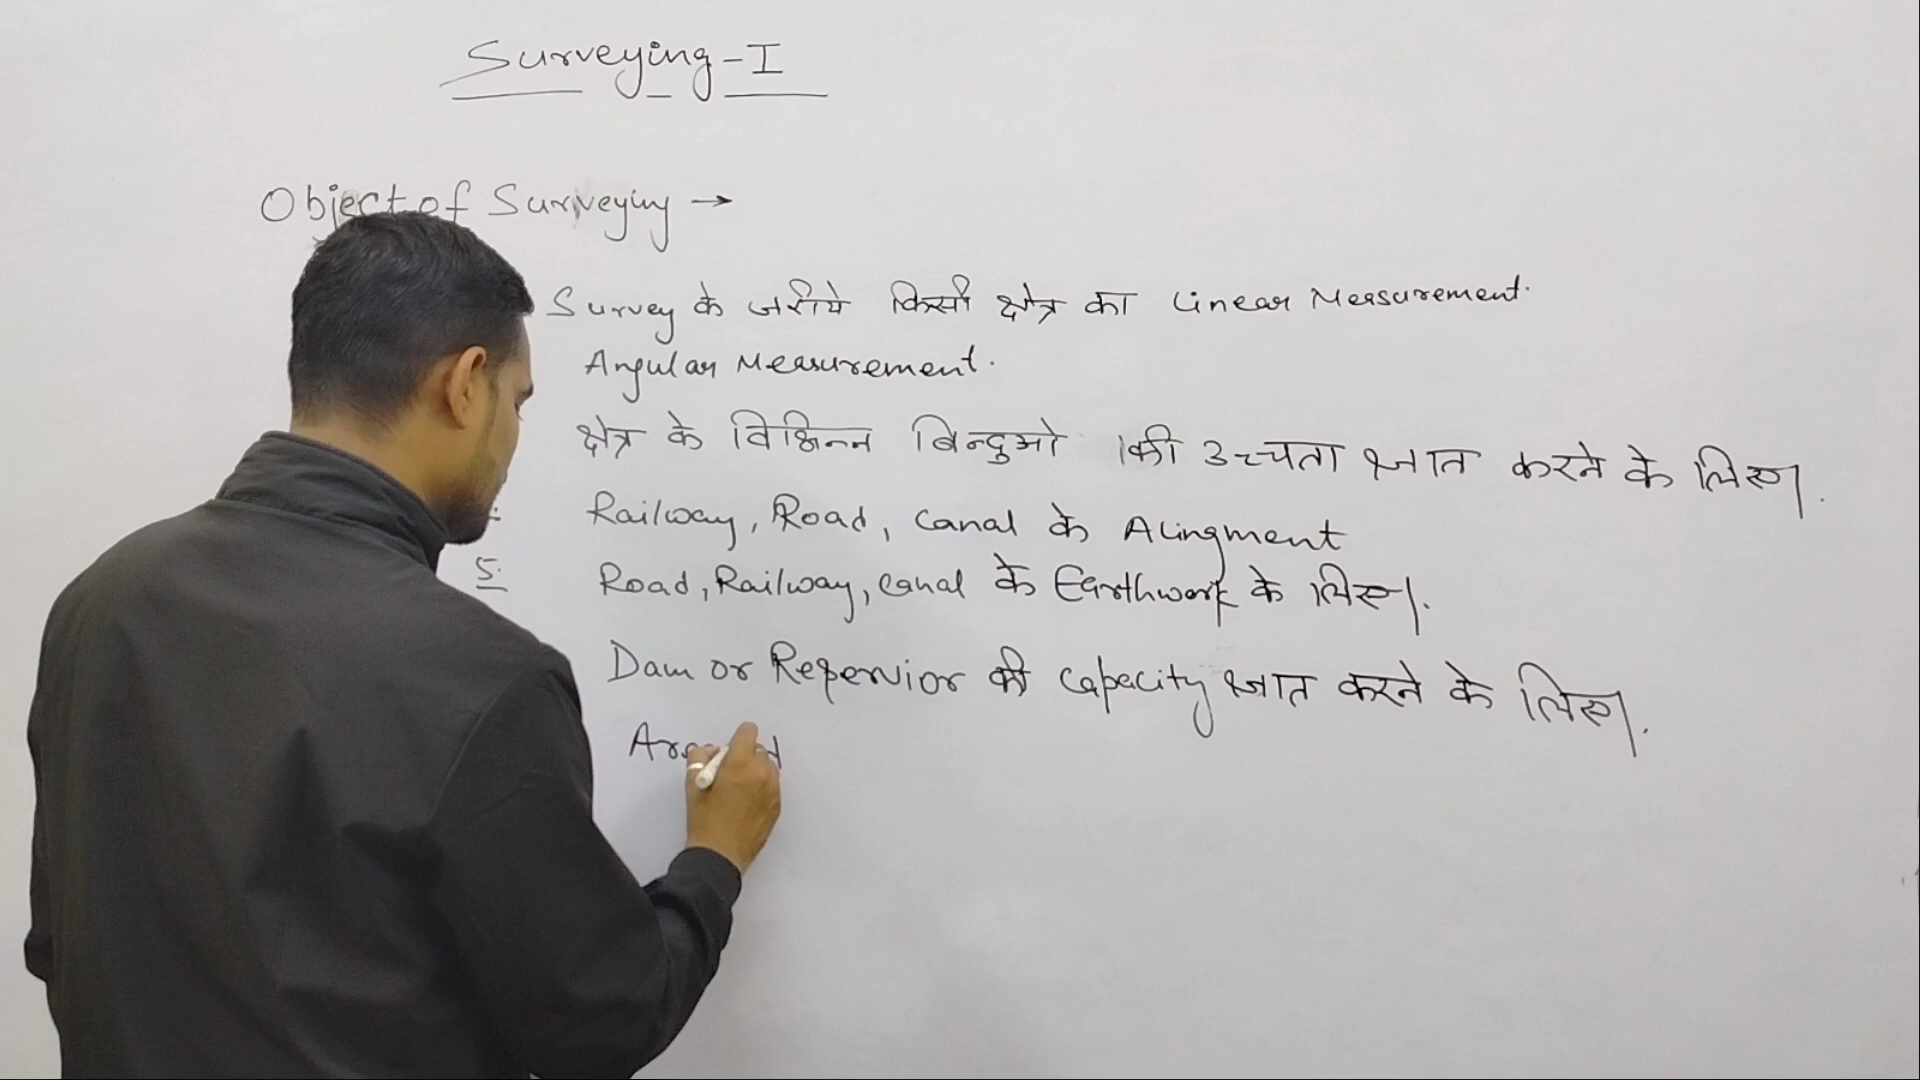 Surveying-I
Object of Surveying →
Survey के जरीये किसी क्षेत्र का Linear Measurement.
Angular Measurement.
क्षेत्र के विभिन्न बिन्दुओ की उच्चता ज्ञात करने के लिए।
Railway, Road, Canal के Alingment
5. Road, Railway, Canal के Earthwork के लिए।
Dam or Repervior की Capacity ज्ञात करने के लिए।